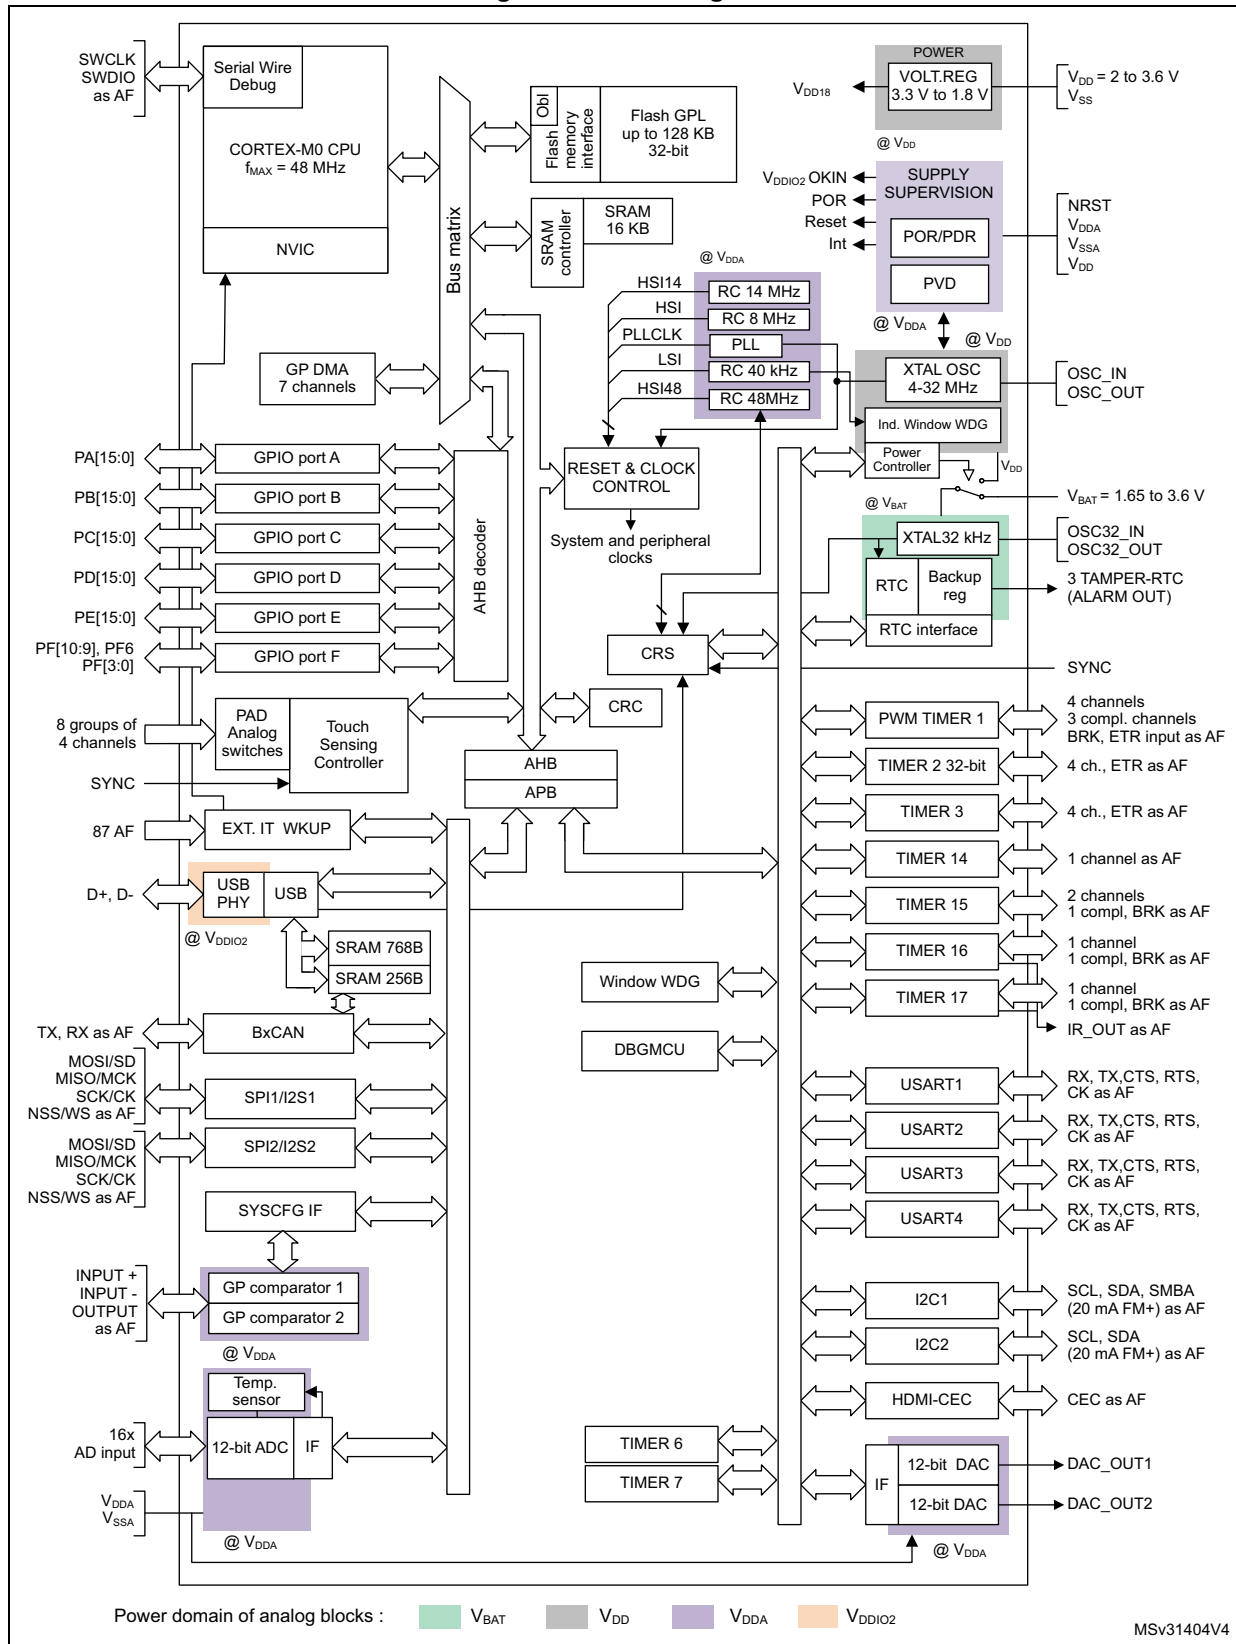 SWCLK
SWDIO
as AF
Serial Wire
Debug
CORTEX-M0 CPU
fMAX = 48 MHz
NVIC
Bus matrix
Obl
Flash
memory
interface
Flash GPL
up to 128 KB
32-bit
SRAM
controller
SRAM
16 KB
POWER
VOLT.REG
3.3 V to 1.8 V
VDD18
VDD = 2 to 3.6 V
VSS
@ VDD
SUPPLY
SUPERVISION
VDDIO2 OKIN
POR
Reset
Int
POR/PDR
PVD
NRST
VDDA
VSSA
VDD
@ VDDA
@ VDD
@ VDDA
HSI14
HSI
PLLCLK
LSI
HSI48
RC 14 MHz
RC 8 MHz
PLL
RC 40 kHz
RC 48MHz
GP DMA
7 channels
XTAL OSC
4-32 MHz
OSC_IN
OSC_OUT
Ind. Window WDG
Power
Controller
VDD
VBAT = 1.65 to 3.6 V
@ VBAT
PA[15:0]
GPIO port A
PB[15:0]
GPIO port B
PC[15:0]
GPIO port C
PD[15:0]
GPIO port D
PE[15:0]
GPIO port E
PF[10:9], PF6
PF[3:0]
GPIO port F
AHB decoder
RESET & CLOCK
CONTROL
System and peripheral
clocks
XTAL32 kHz
OSC32_IN
OSC32_OUT
RTC
Backup
reg
3 TAMPER-RTC
(ALARM OUT)
RTC interface
CRS
SYNC
8 groups of
4 channels
PAD
Analog
switches
Touch
Sensing
Controller
SYNC
CRC
AHB
APB
87 AF
EXT. IT WKUP
D+, D-
USB
PHY
USB
@ VDDIO2
SRAM 768B
SRAM 256B
TX, RX as AF
BxCAN
MOSI/SD
MISO/MCK
SCK/CK
NSS/WS as AF
SPI1/I2S1
MOSI/SD
MISO/MCK
SCK/CK
NSS/WS as AF
SPI2/I2S2
SYSCFG IF
INPUT +
INPUT -
OUTPUT
as AF
GP comparator 1
GP comparator 2
@ VDDA
Temp.
sensor
16x
AD input
12-bit ADC
IF
VDDA
VSSA
@ VDDA
Window WDG
DBGMCU
TIMER 6
TIMER 7
PWM TIMER 1
4 channels
3 compl. channels
BRK, ETR input as AF
TIMER 2 32-bit
4 ch., ETR as AF
TIMER 3
4 ch., ETR as AF
TIMER 14
1 channel as AF
TIMER 15
2 channels
1 compl, BRK as AF
TIMER 16
1 channel
1 compl, BRK as AF
TIMER 17
1 channel
1 compl, BRK as AF
IR_OUT as AF
USART1
RX, TX,CTS, RTS,
CK as AF
USART2
RX, TX,CTS, RTS,
CK as AF
USART3
RX, TX,CTS, RTS,
CK as AF
USART4
RX, TX,CTS, RTS,
CK as AF
I2C1
SCL, SDA, SMBA
(20 mA FM+) as AF
I2C2
SCL, SDA
(20 mA FM+) as AF
HDMI-CEC
CEC as AF
IF
12-bit DAC
DAC_OUT1
12-bit DAC
DAC_OUT2
@ VDDA
Power domain of analog blocks :
VBAT
VDD
VDDA
VDDIO2
MSv31404V4